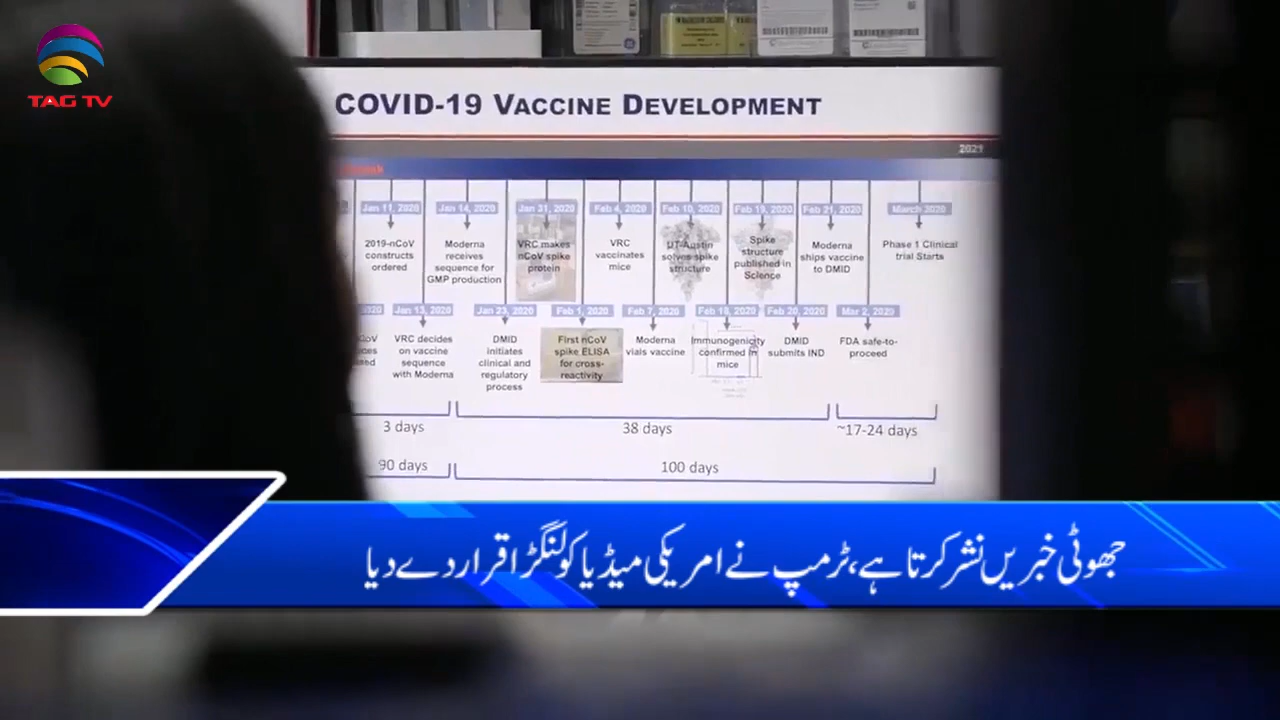 TAG TV
COVID-19 VACCINE DEVELOPMENT
2021
Jan 11, 2020
Jan 14, 2020
Jan 31, 2020
Feb 4, 2020
Feb 10, 2020
Feb 19, 2020
Feb 21, 2020
March 2020
2019-nCoV
constructs
ordered
Moderna
receives
sequence for
GMP production
VRC makes
nCoV spike
protein
VRC
vaccinates
mice
UT-Austin
solves spike
structure
Spike
structure
published in
Science
Moderna
ships vaccine
to DMID
Phase 1 Clinical
trial Starts
Jan 13, 2020
Jan 23, 2020
Feb 1, 2020
Feb 7, 2020
Feb 20, 2020
Mar 2, 2020
VRC decides
on vaccine
sequence
with Moderna
DMID
initiates
clinical and
regulatory
process
First nCoV
spike ELISA
for cross-
reactivity
Moderna
vials vaccine
Immunogenicity
confirmed in
mice
DMID
submits IND
FDA safe-to-
proceed
3 days
38 days
~17-24 days
90 days
100 days
جھوٹی خبریں نشر کرتا ہے، ٹرمپ نے امریکی میڈیا کو لنگڑا قرار دے دیا